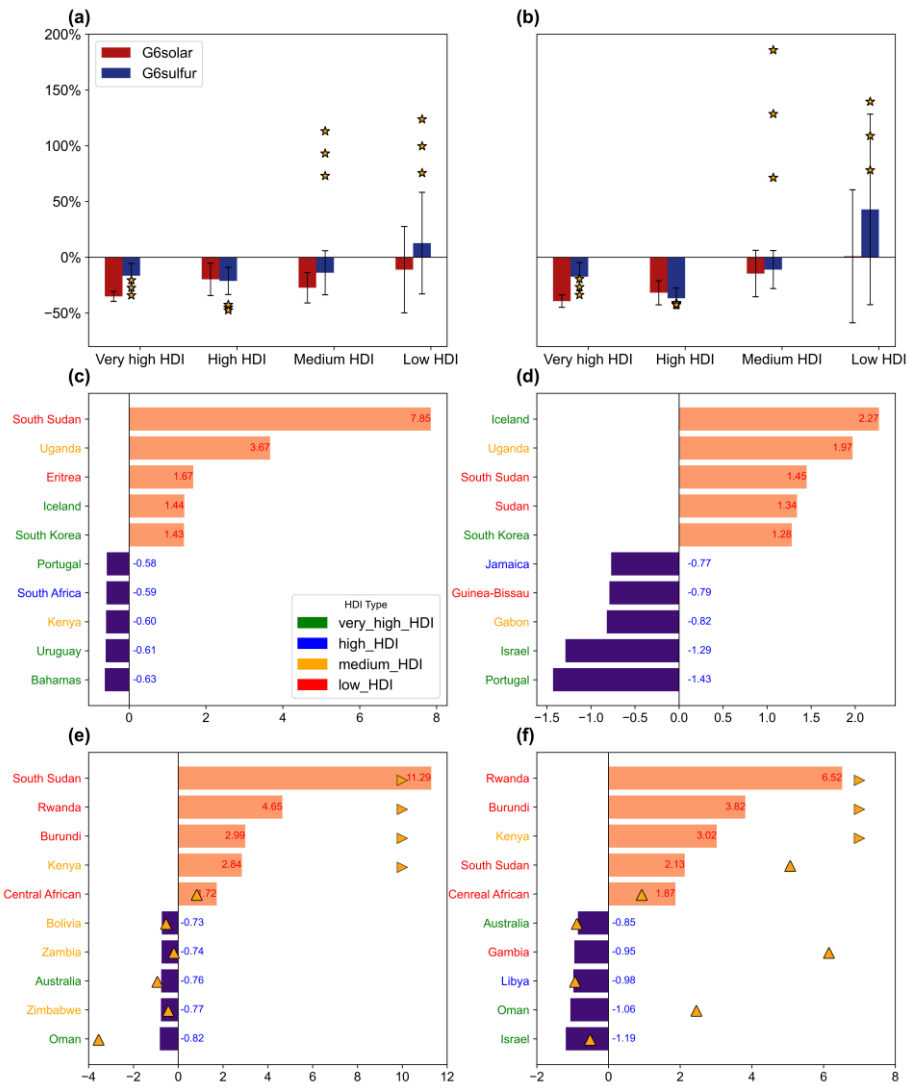 (a)
(b)
200%
150%
100%
50%
0%
−50%
G6solar
G6sulfur
Very high HDI
High HDI
Medium HDI
Low HDI
Very high HDI
High HDI
Medium HDI
Low HDI
(c)
South Sudan
7.85
Uganda
3.67
Eritrea
1.67
Iceland
1.44
South Korea
1.43
Portugal
-0.58
South Africa
-0.59
Kenya
-0.60
Uruguay
-0.61
Bahamas
-0.63
HDI Type
very_high_HDI
high_HDI
medium_HDI
low_HDI
0 2 4 6 8
(d)
Iceland
2.27
Uganda
1.97
South Sudan
1.45
Sudan
1.34
South Korea
1.28
Jamaica
-0.77
Guinea-Bissau
-0.79
Gabon
-0.82
Israel
-1.29
Portugal
-1.43
−1.5 −1.0 −0.5 0.0 0.5 1.0 1.5 2.0
(e)
South Sudan
11.29
Rwanda
4.65
Burundi
2.99
Kenya
2.84
Central African
.72
Bolivia
-0.73
Zambia
-0.74
Australia
-0.76
Zimbabwe
-0.77
Oman
-0.82
−4 −2 0 2 4 6 8 10 12
(f)
Rwanda
6.52
Burundi
3.82
Kenya
3.02
South Sudan
2.13
Cenreal African
1.87
Australia
-0.85
Gambia
-0.95
Libya
-0.98
Oman
-1.06
Israel
-1.19
−2 0 2 4 6 8